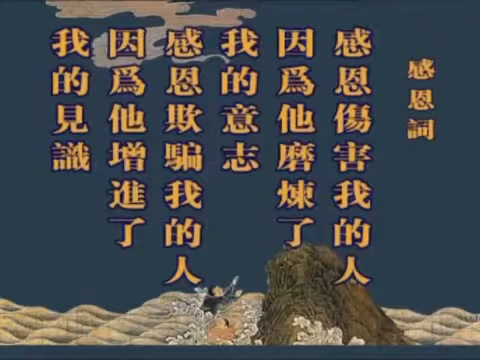 感恩詞
感恩傷害我的人
因爲他磨煉了
我的意志
感恩欺騙我的人
因爲他增進了
我的見識